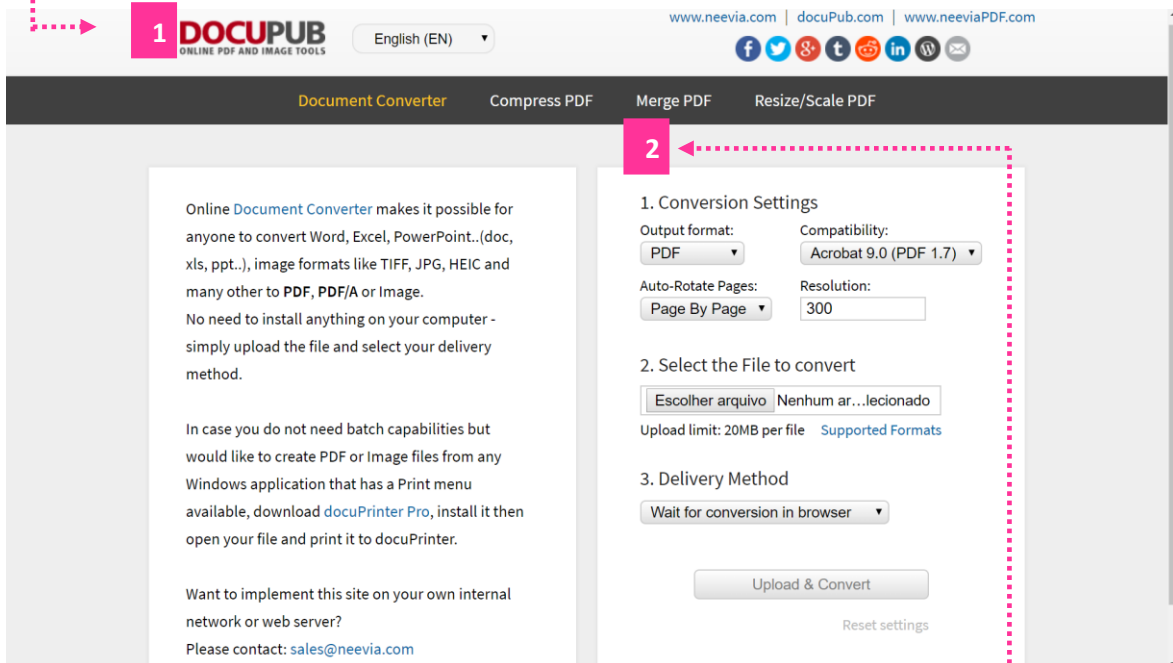 1
DOCUPUB
ONLINE PDF AND IMAGE TOOLS
English (EN)
www.neevia.com | docuPub.com | www.neeviaPDF.com
Document Converter Compress PDF Merge PDF Resize/Scale PDF
2
Online Document Converter makes it possible for
anyone to convert Word, Excel, PowerPoint..(doc,
xls, ppt..), image formats like TIFF, JPG, HEIC and
many other to PDF, PDF/A or Image.
No need to install anything on your computer -
simply upload the file and select your delivery
method.
In case you do not need batch capabilities but
would like to create PDF or Image files from any
Windows application that has a Print menu
available, download docuPrinter Pro, install it then
open your file and print it to docuPrinter.
Want to implement this site on your own internal
network or web server?
Please contact: sales@neevia.com
1. Conversion Settings
Output format: Compatibility:
PDF Acrobat 9.0 (PDF 1.7)
Auto-Rotate Pages: Resolution:
Page By Page 300
2. Select the File to convert
Escolher arquivo Nenhum ar…lecionado
Upload limit: 20MB per file Supported Formats
3. Delivery Method
Wait for conversion in browser
Upload & Convert
Reset settings